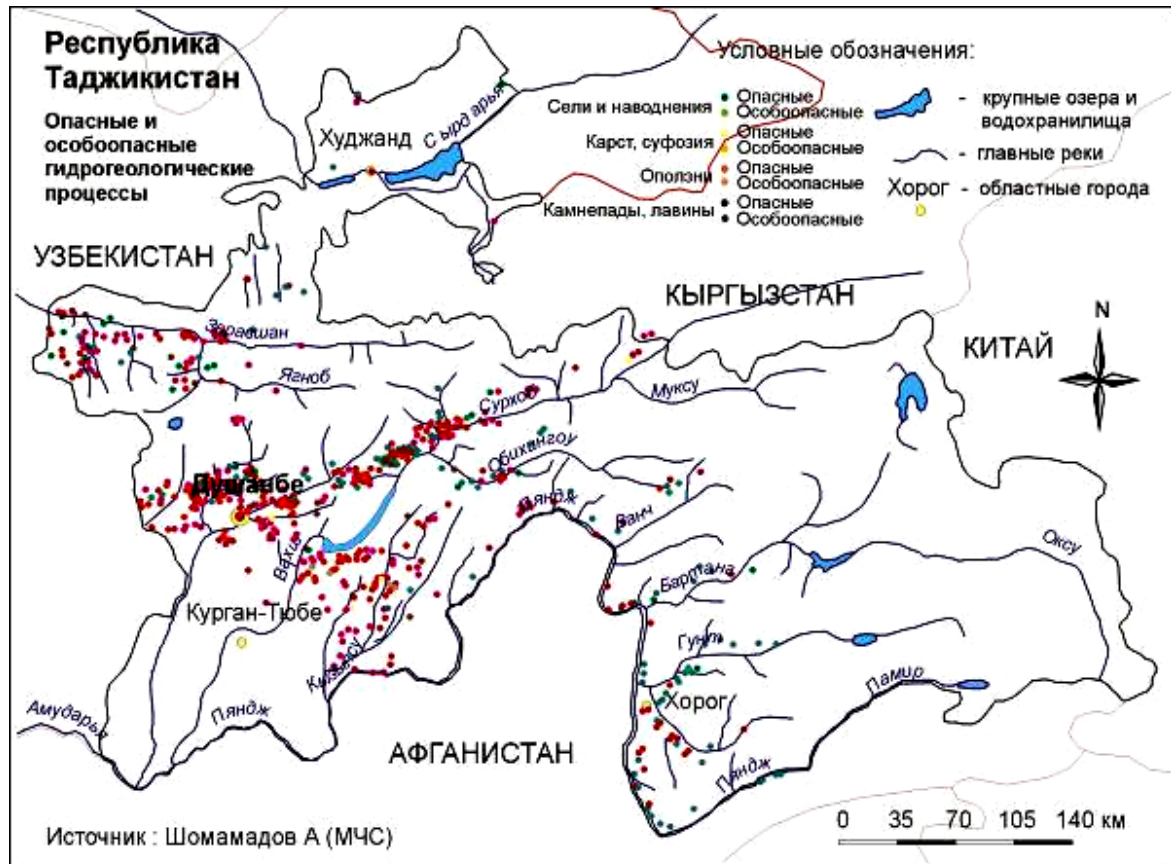 Республика
Таджикистан
Опасные и
особоопасные
гидрогеологические
процессы
Условные обозначения:
Сели и наводнения
Опасные
Особоопасные
Карст, суфозия
Опасные
Особоопасные
Оползни
Опасные
Особоопасные
Камнепады, лавины
Опасные
Особоопасные
- крупные озера и
водохранилища
- главные реки
Хорог - областные города
Худжанд
Сырдарья
УЗБЕКИСТАН
КЫРГЫЗСТАН
КИТАЙ
N
Зеравшан
Ягноб
Сурхоб
Муксу
Обихангоу
Душанбе
Пяндж
Ванч
Вахш
Бартанг
Оксу
Курган-Тюбе
Кызылсу
Гунт
Хорог
Памир
Амударья
Пяндж
АФГАНИСТАН
Пяндж
Источник : Шомамадов А (МЧС)
0 35 70 105 140 км